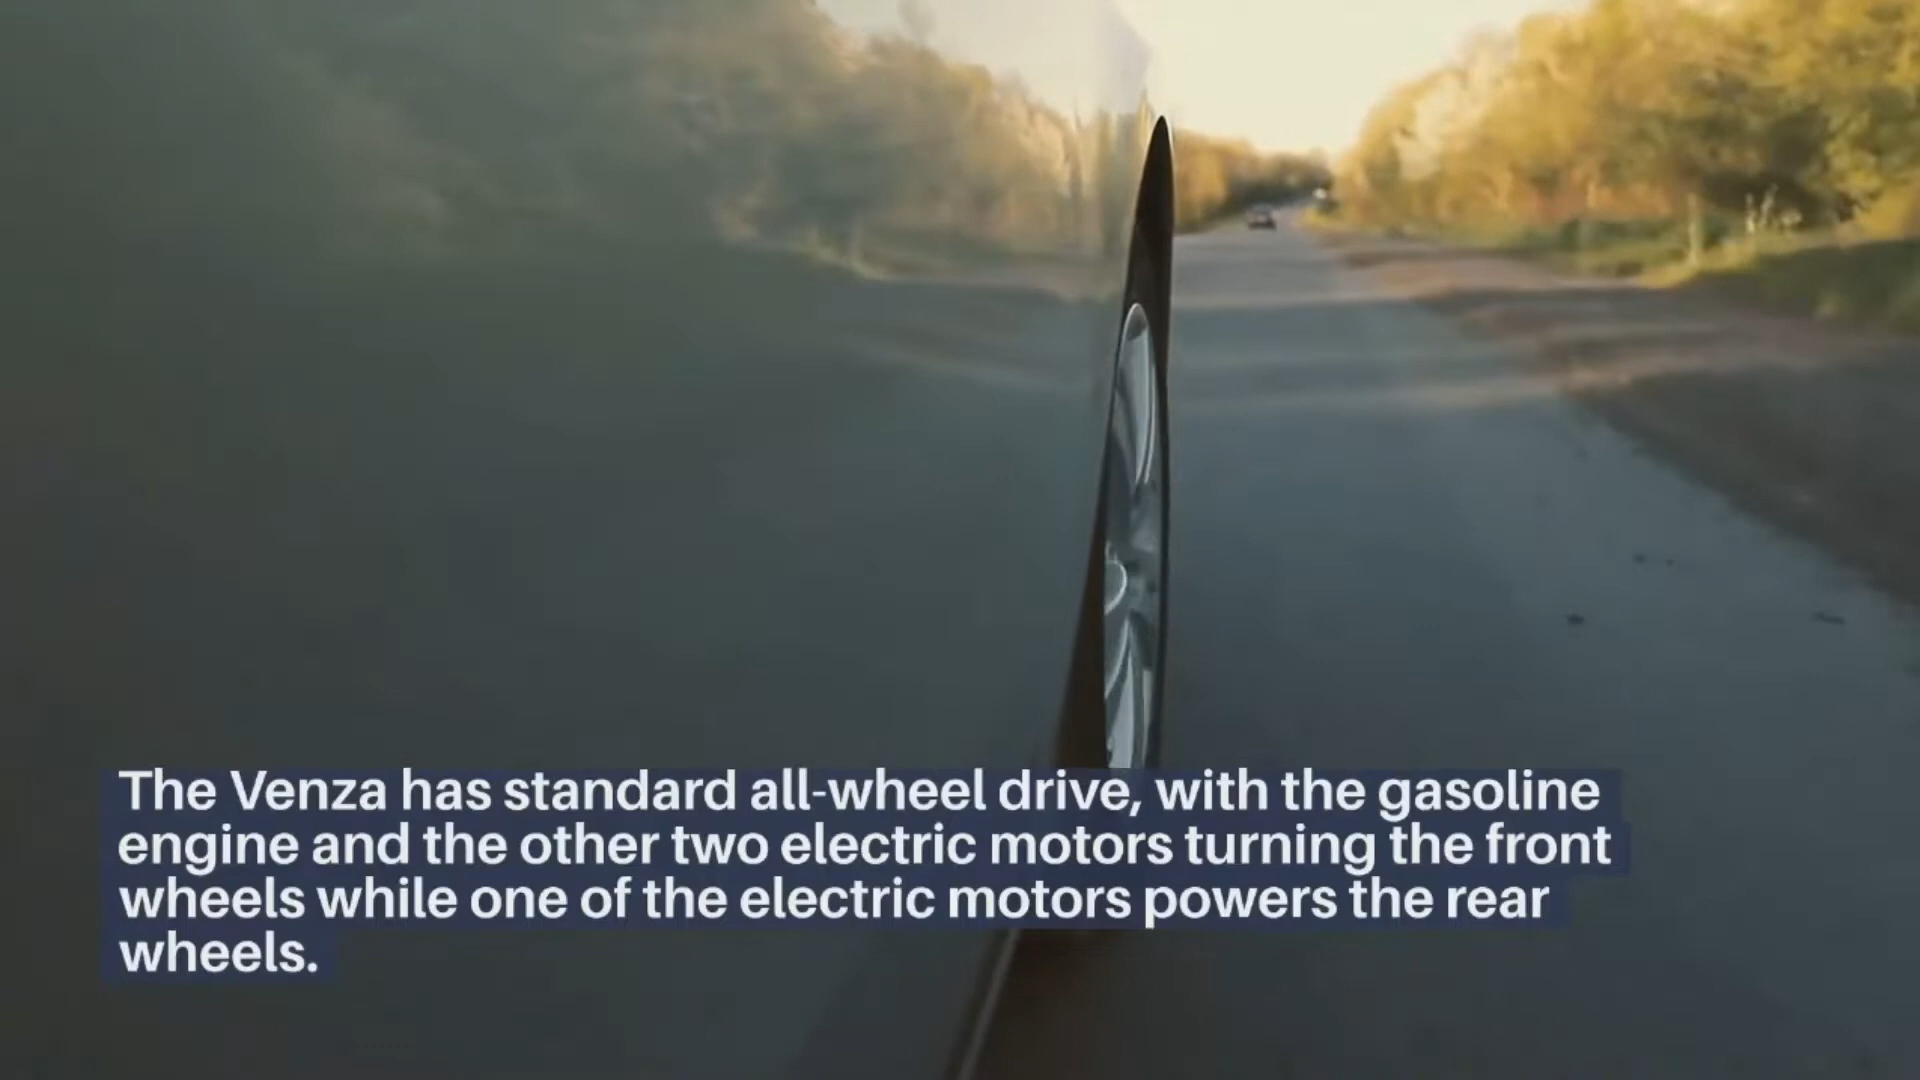 The Venza has standard all-wheel drive, with the gasoline
engine and the other two electric motors turning the front
wheels while one of the electric motors powers the rear
wheels.